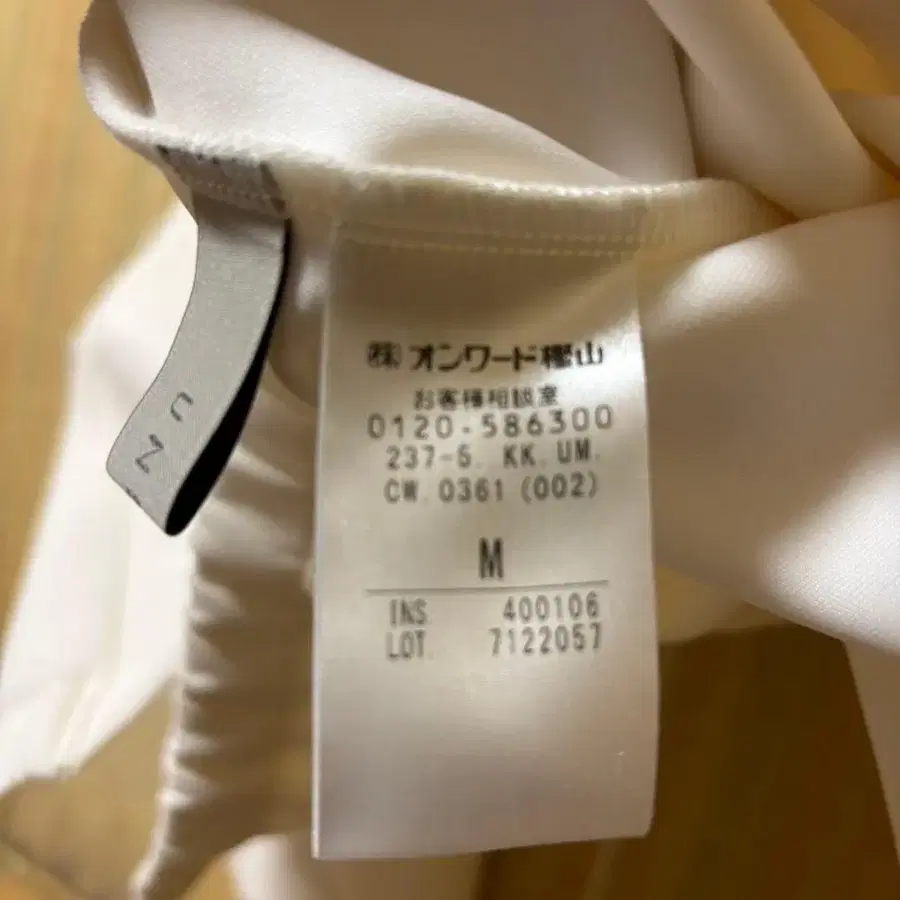 ㈱オンワード樫山
お客様相談室
0120-586300
237-5. KK. UM.
CW. 0361 (002)
M
INS. 400106
LOT. 7122057